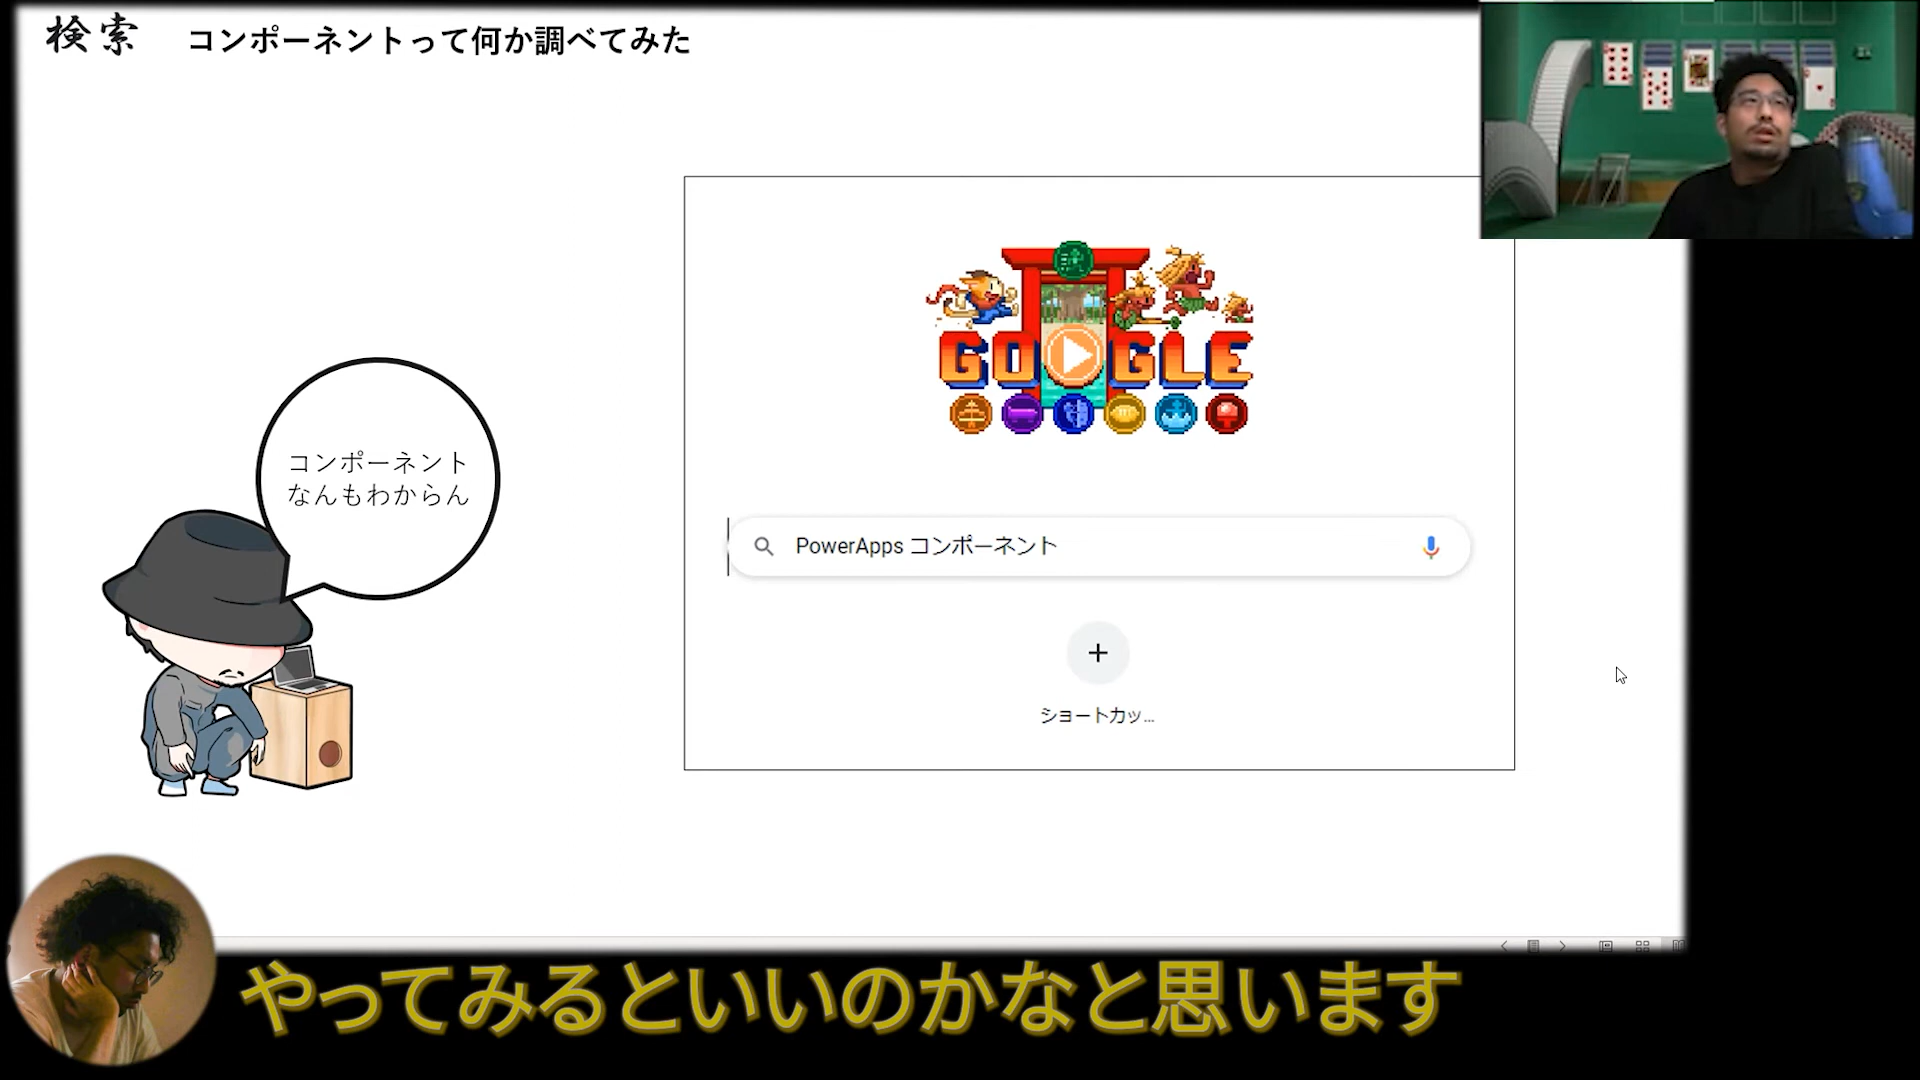 検索 コンポーネントって何か調べてみた
GOOGLE
コンポーネント
なんもわからん
PowerApps コンポーネント
ショートカッ...
やってみるといいのかなと思います